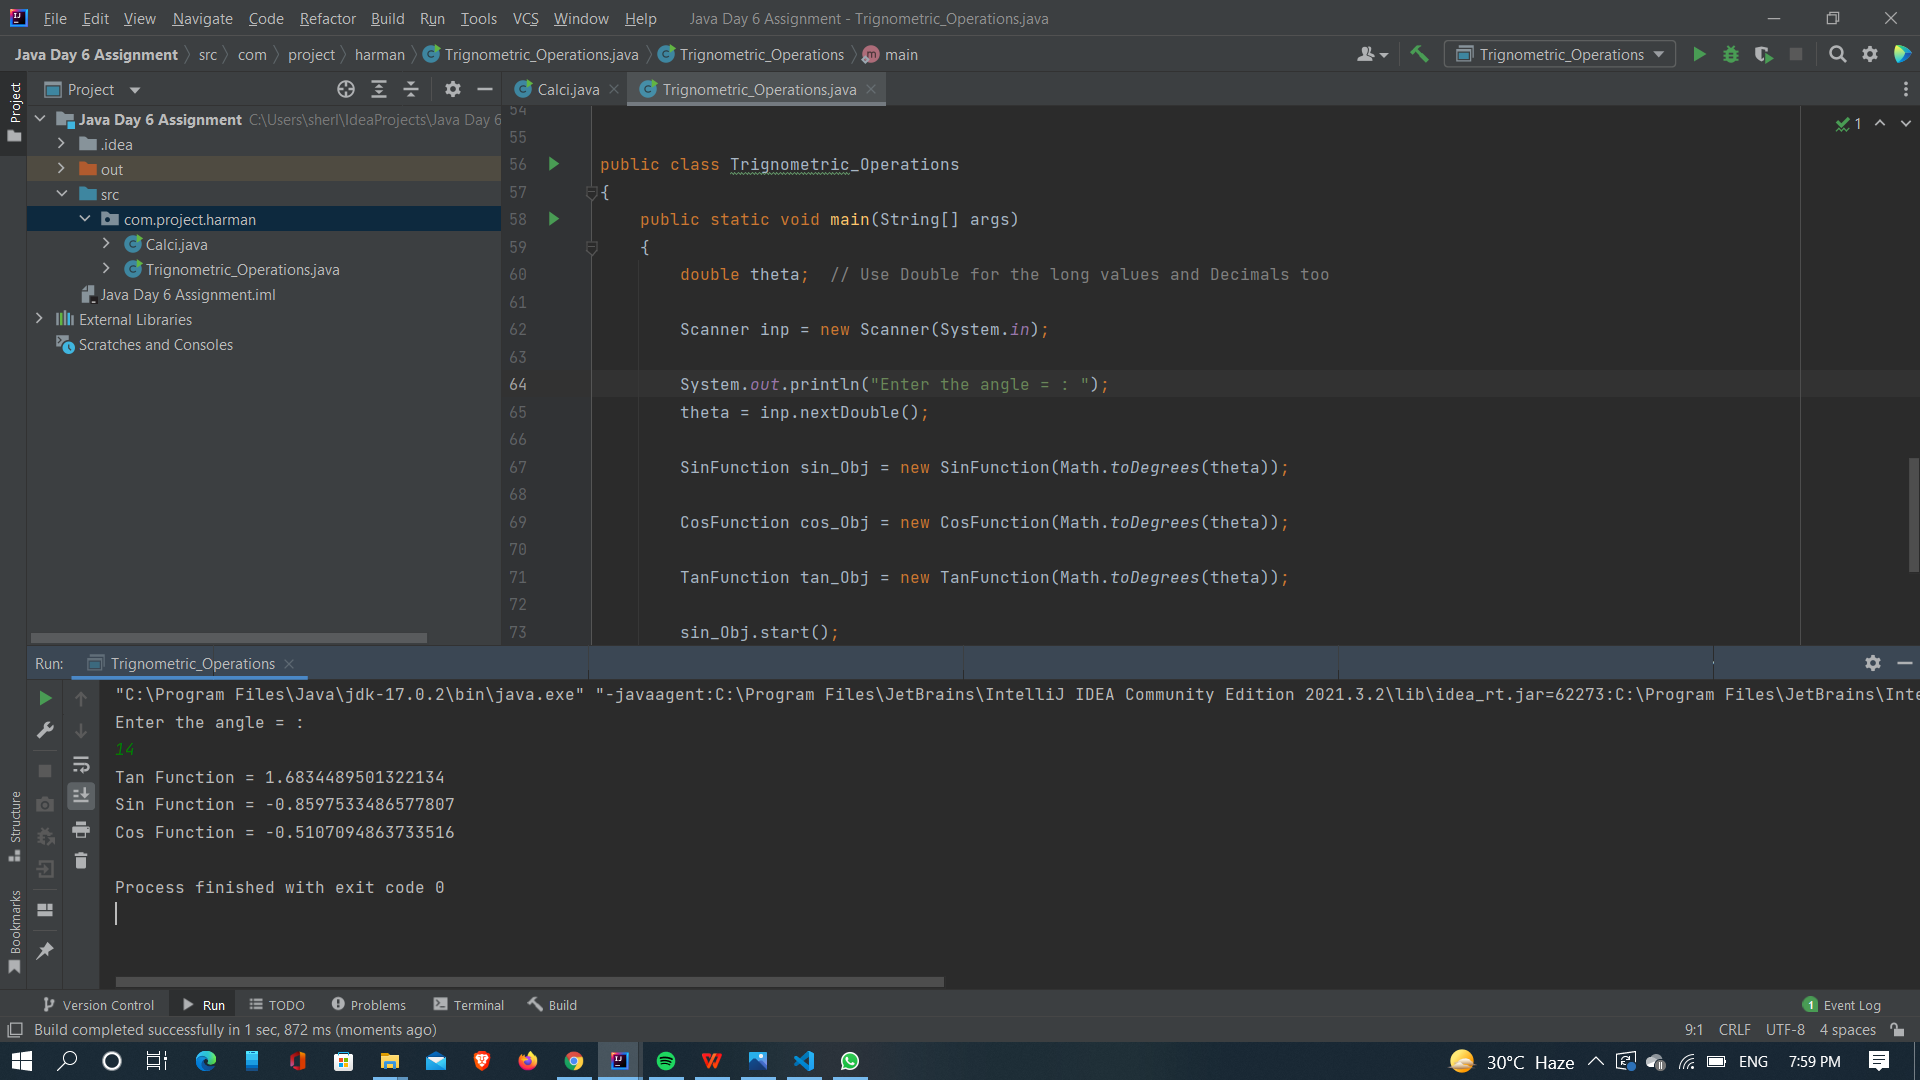 File Edit View Navigate Code Refactor Build Run Tools VCS Window Help Java Day 6 Assignment - Trignometric_Operations.java
Java Day 6 Assignment src com project harman Trignometric_Operations.java Trignometric_Operations main Trignometric_Operations
Project
Project
Java Day 6 Assignment C:\Users\sherl\IdeaProjects\Java Day 6
.idea
out
src
com.project.harman
Calci.java
Trignometric_Operations.java
Java Day 6 Assignment.iml
External Libraries
Scratches and Consoles
Calci.java Trignometric_Operations.java
1
54
55
56 public class Trignometric_Operations
57 {
58 public static void main(String[] args)
59 {
60 double theta; // Use Double for the long values and Decimals too
61
62 Scanner inp = new Scanner(System.in);
63
64 System.out.println("Enter the angle = : ");
65 theta = inp.nextDouble();
66
67 SinFunction sin_Obj = new SinFunction(Math.toDegrees(theta));
68
69 CosFunction cos_Obj = new CosFunction(Math.toDegrees(theta));
70
71 TanFunction tan_Obj = new TanFunction(Math.toDegrees(theta));
72
73 sin_Obj.start();
Run: Trignometric_Operations
"C:\Program Files\Java\jdk-17.0.2\bin\java.exe" "-javaagent:C:\Program Files\JetBrains\IntelliJ IDEA Community Edition 2021.3.2\lib\idea_rt.jar=62273:C:\Program Files\JetBrains\Inte
Enter the angle = :
14
Tan Function = 1.6834489501322134
Sin Function = -0.8597533486577807
Cos Function = -0.5107094863733516
Process finished with exit code 0
Structure
Bookmarks
Version Control Run TODO Problems Terminal Build 1 Event Log
Build completed successfully in 1 sec, 872 ms (moments ago) 9:1 CRLF UTF-8 4 spaces
30°C Haze ENG 7:59 PM